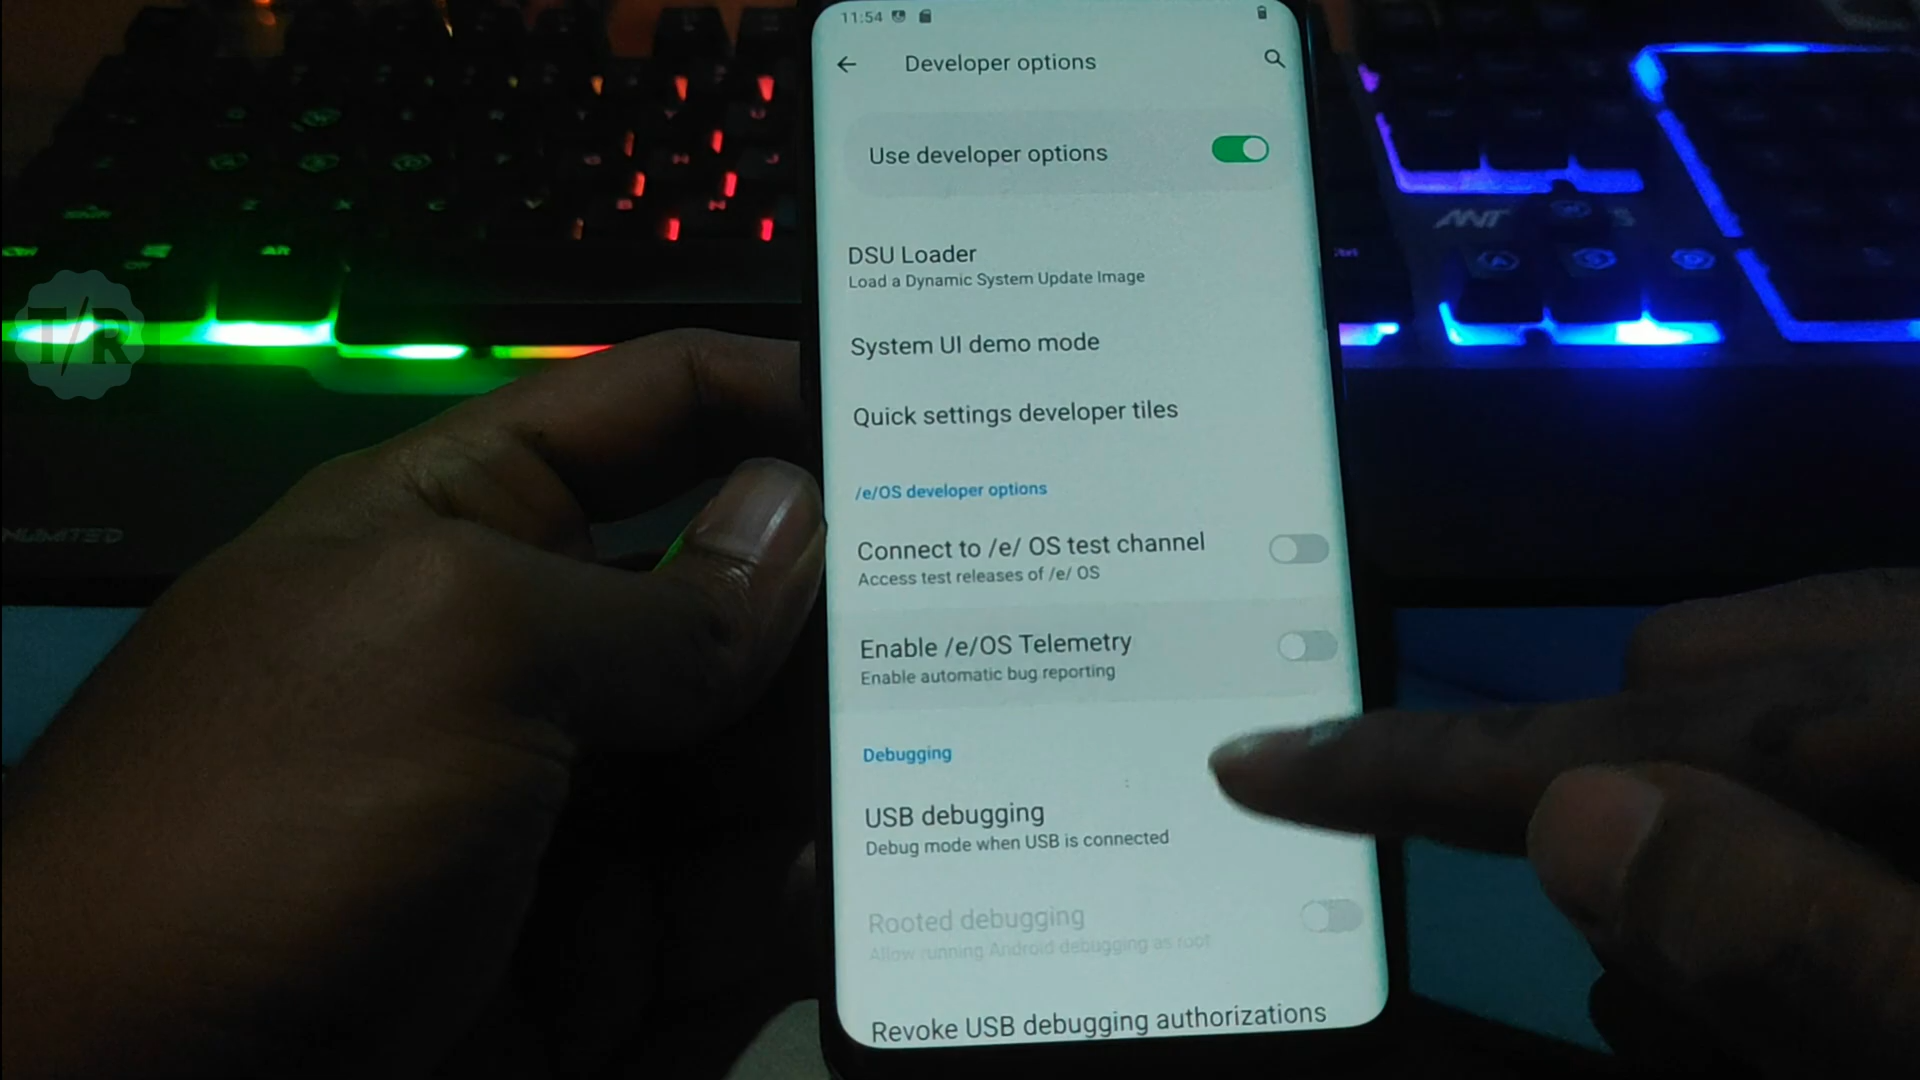 11:54
Developer options
Use developer options
DSU Loader
Load a Dynamic System Update Image
System UI demo mode
Quick settings developer tiles
/e/OS developer options
Connect to /e/ OS test channel
Access test releases of /e/ OS
Enable /e/OS Telemetry
Enable automatic bug reporting
Debugging
USB debugging
Debug mode when USB is connected
Rooted debugging
Allow running Android debugging as root
Revoke USB debugging authorizations
T/R
ANT